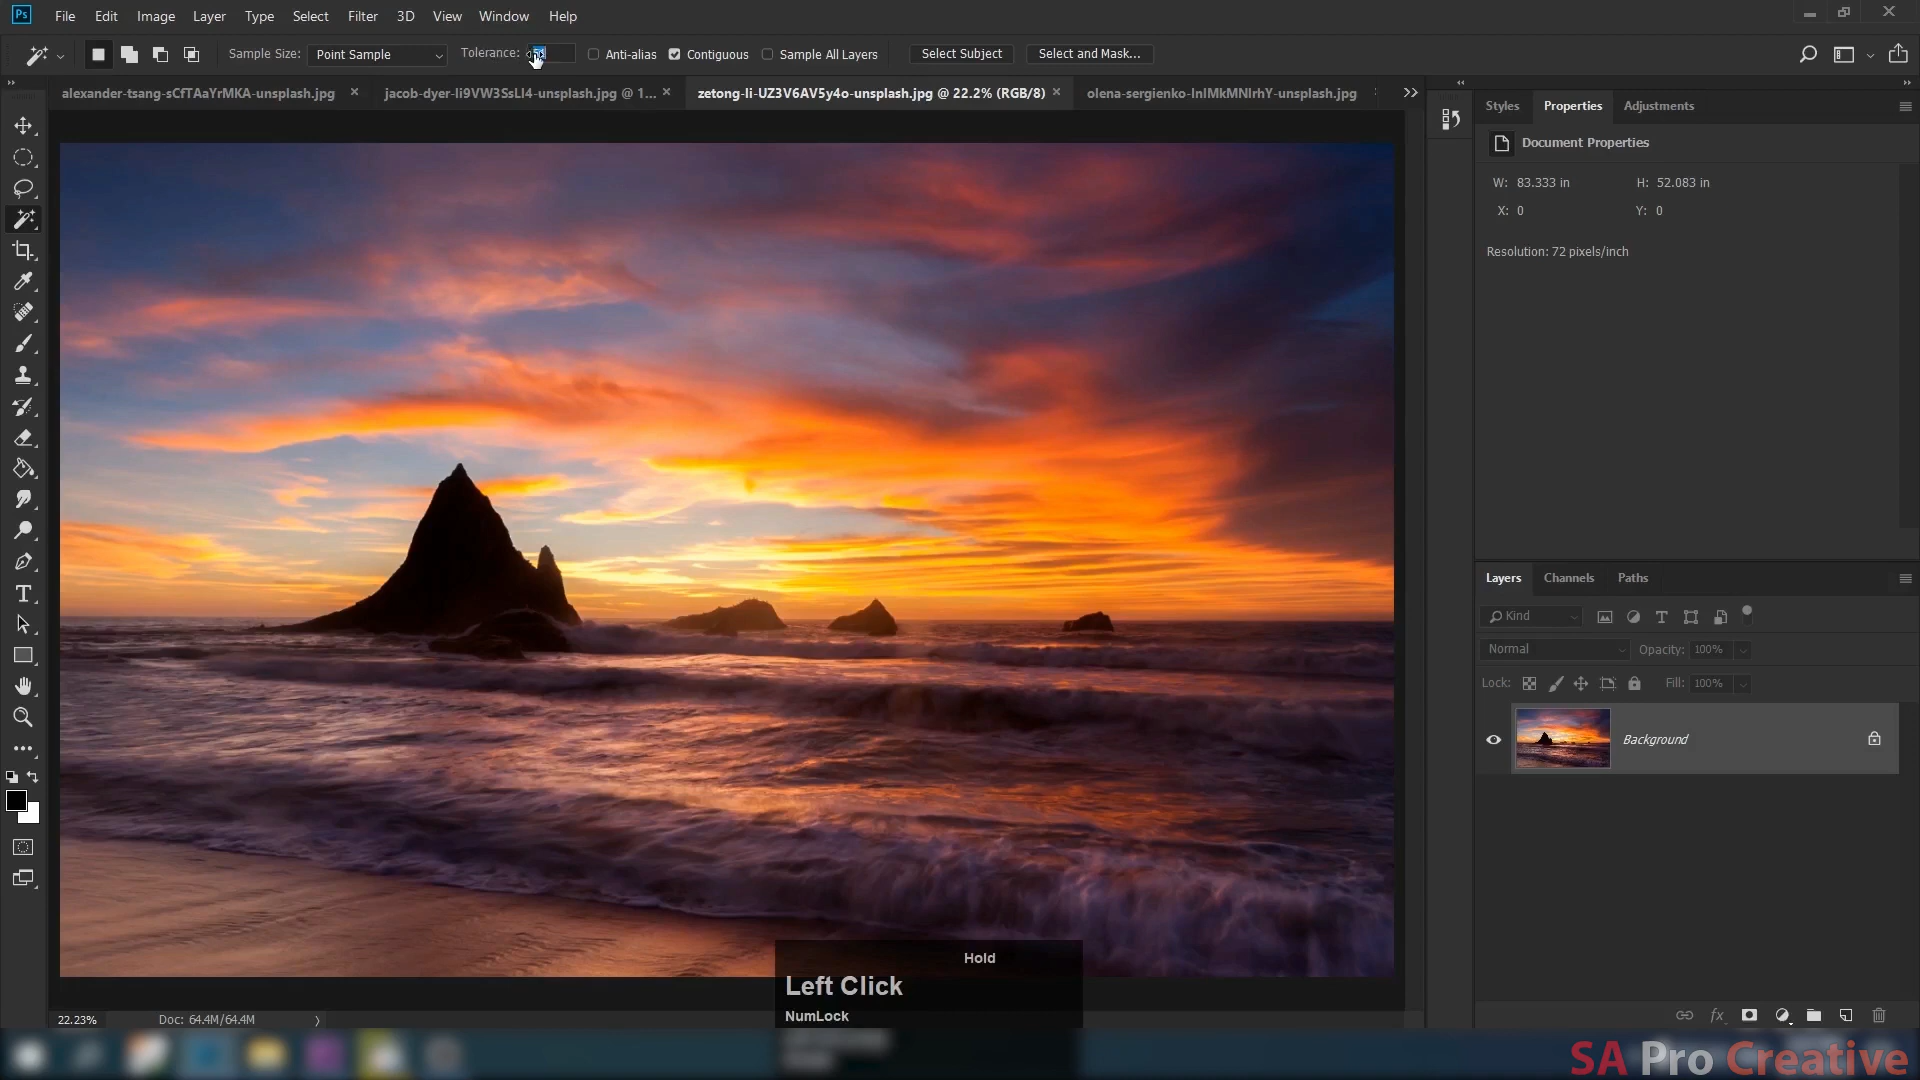 Ps File Edit Image Layer Type Select Filter 3D View Window Help
Sample Size: Point Sample Tolerance: Anti-alias Contiguous Sample All Layers Select Subject Select and Mask...
alexander-tsang-sCfTAaYrMKA-unsplash.jpg × jacob-dyer-li9VW3SsLI4-unsplash.jpg @ 1... × zetong-li-UZ3V6AV5y4o-unsplash.jpg @ 22.2% (RGB/8) × olena-sergienko-InIMkMNIrhY-unsplash.jpg
Styles Properties Adjustments
Document Properties
W: 83.333 in H: 52.083 in
X: 0 Y: 0
Resolution: 72 pixels/inch
Layers Channels Paths
Kind
Normal Opacity: 100%
Lock: Fill: 100%
Background
Hold
Left Click
NumLock
22.23% Doc: 64.4M/64.4M
SA Pro Creative